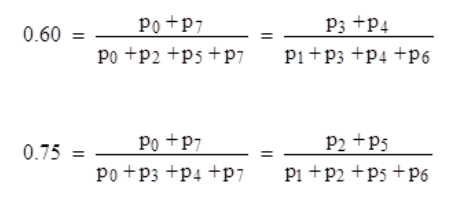 0.60 = p₀ + p₇ / p₀ + p₂ + p₅ + p₇ = p₃ + p₄ / p₁ + p₃ + p₄ + p₆
0.75 = p₀ + p₇ / p₀ + p₃ + p₄ + p₇ = p₂ + p₅ / p₁ + p₂ + p₅ + p₆